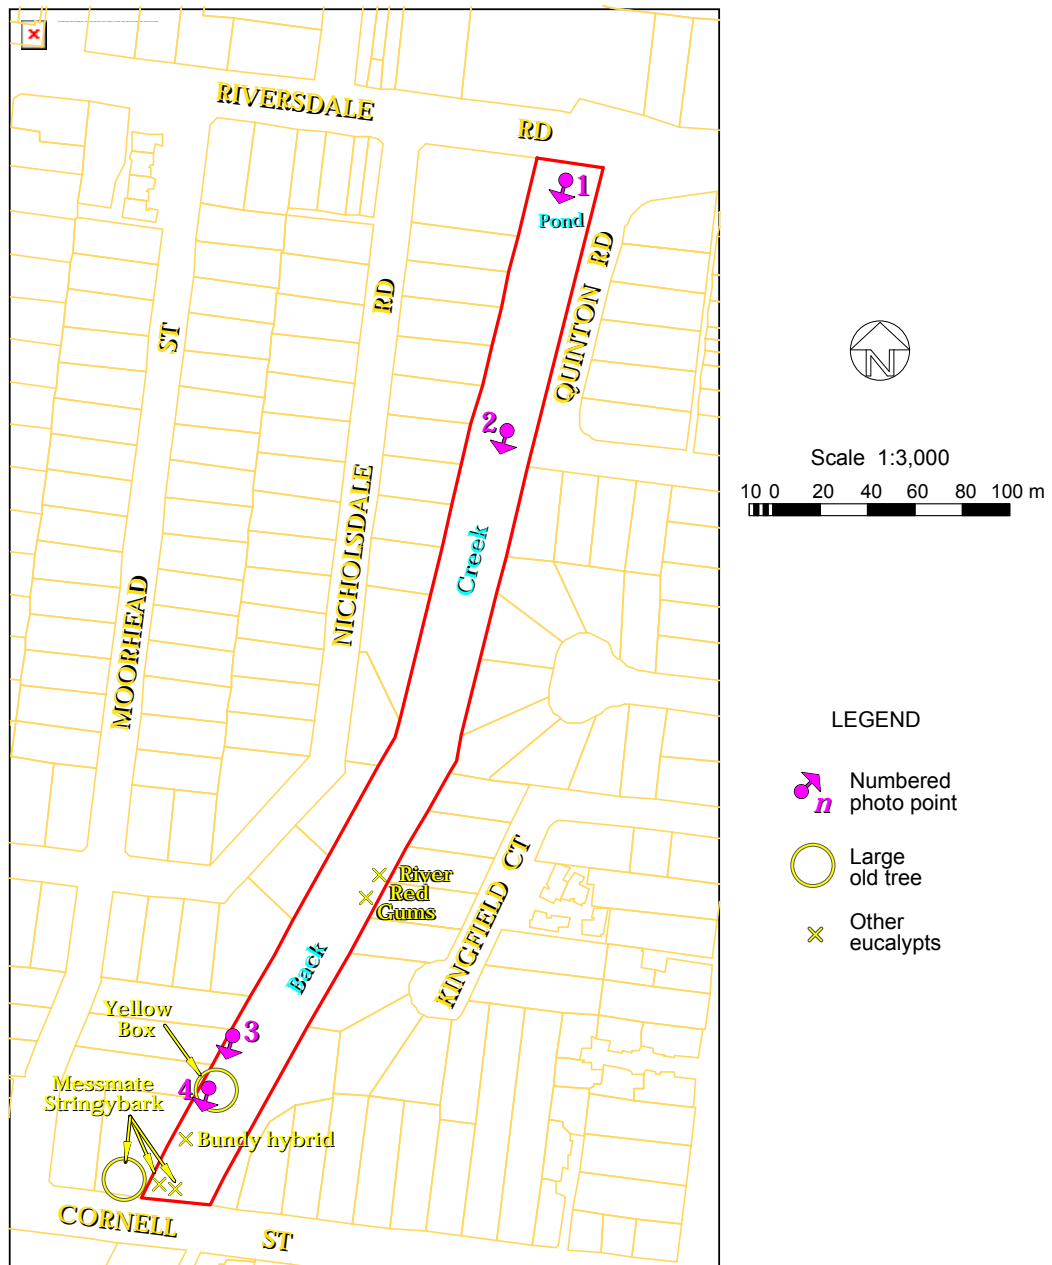 RIVERSDALE
RD
1
Pond
QUINTON RD
RD
ST
2
Creek
NICHOLSDALE
MOORHEAD
River
Red
Gums
KINGFIELD CT
Back
Yellow
Box
3
4
Messmate
Stringybark
Bundy hybrid
CORNELL
ST
N
Scale 1:3,000
10 0 20 40 60 80 100 m
LEGEND
n
Numbered
photo point
Large
old tree
Other
eucalypts